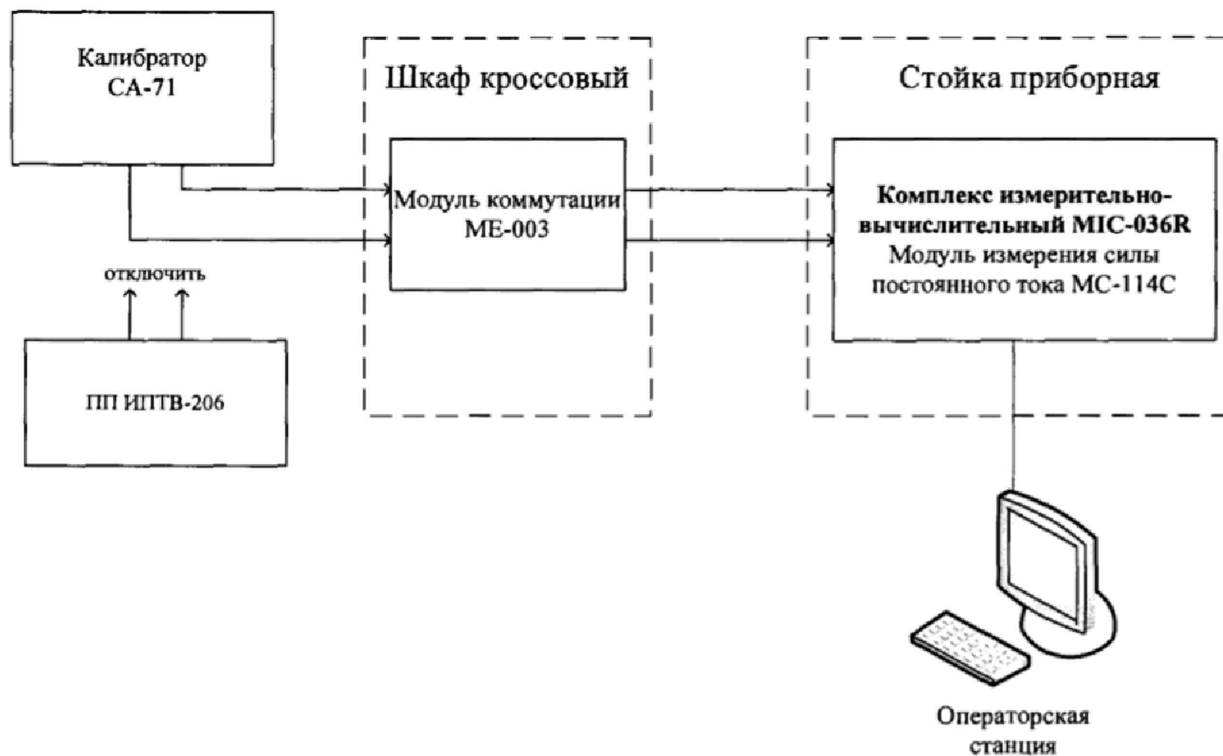 Калибратор
СА-71
Шкаф кроссовый
Стойка приборная
Модуль коммутации
МЕ-003
Комплекс измерительно-
вычислительный MIC-036R
Модуль измерения силы
постоянного тока МС-114С
отключить
ПП ИПТВ-206
Операторская
станция